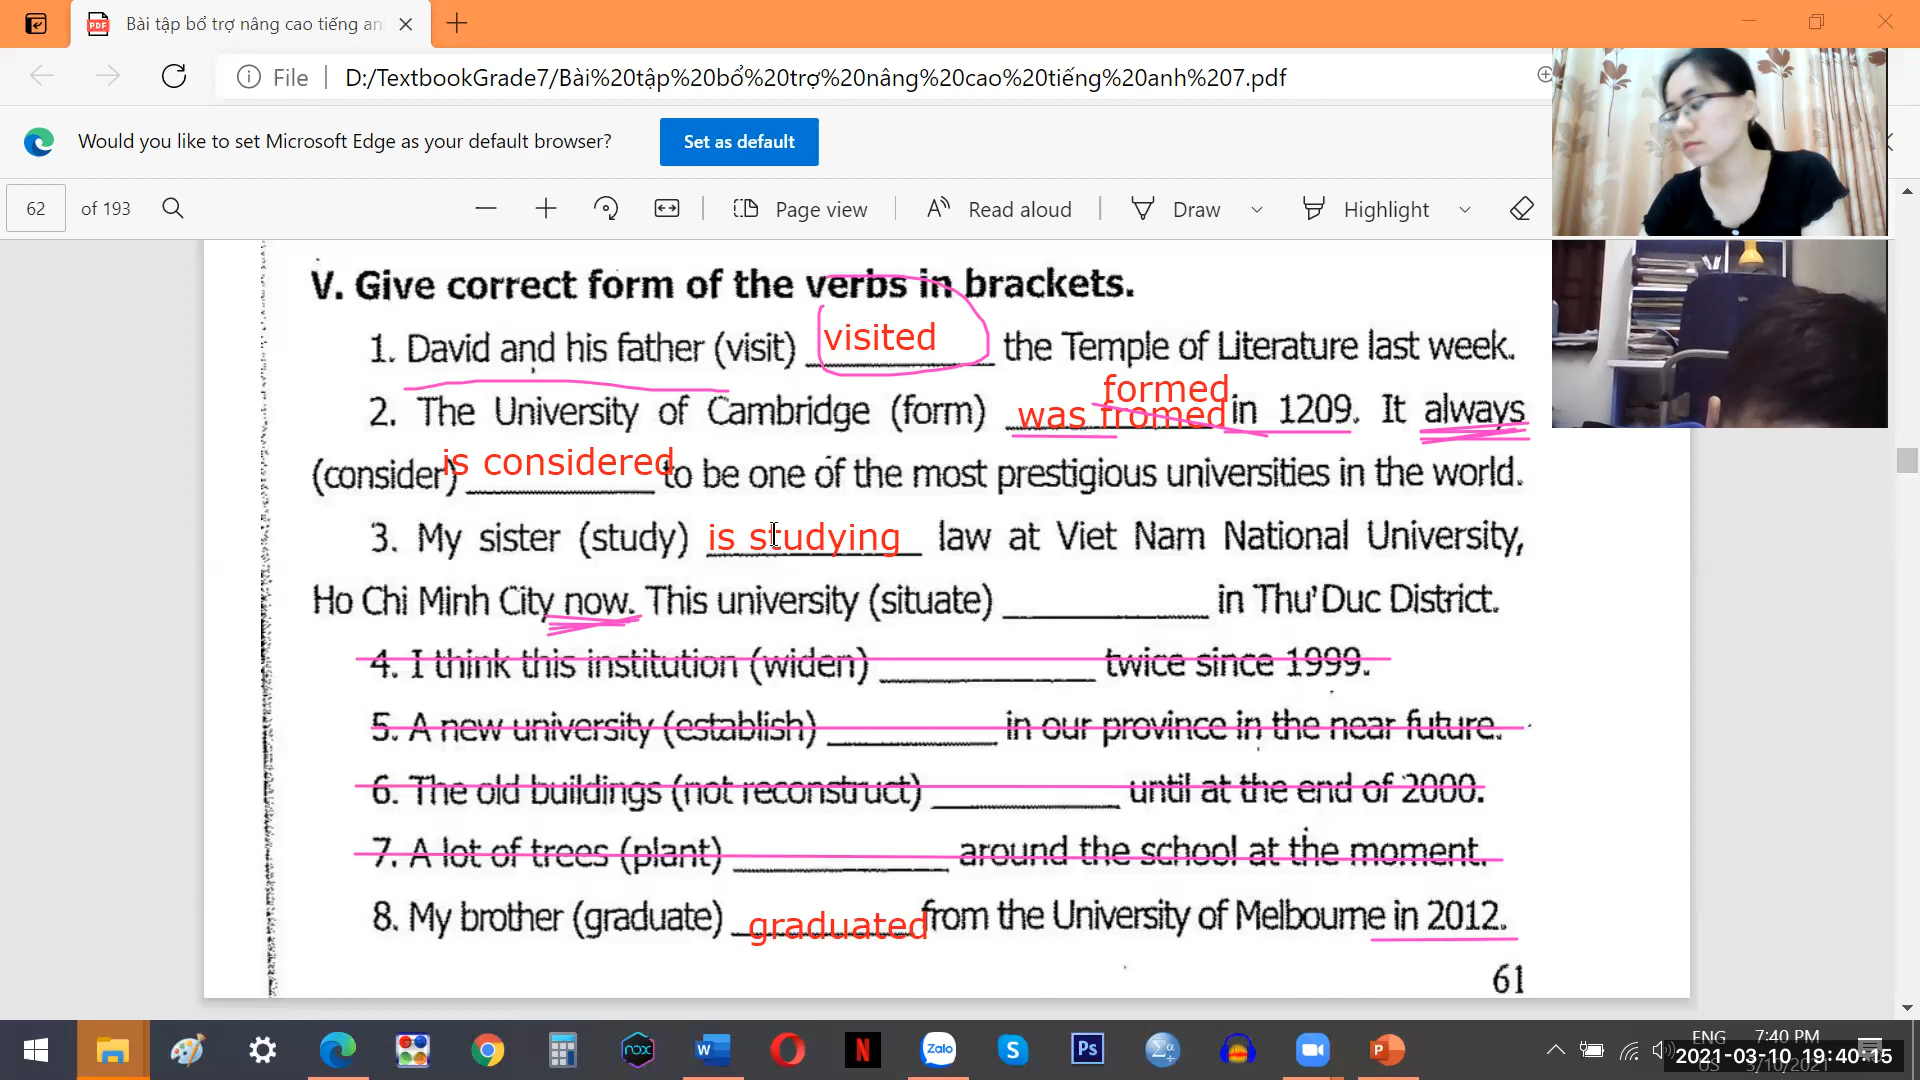 Bài tập bổ trợ nâng cao tiếng an
File D:/TextbookGrade7/Bài%20tập%20bổ%20trợ%20nâng%20cao%20tiếng%20anh%207.pdf
Would you like to set Microsoft Edge as your default browser? Set as default
62 of 193 Page view Read aloud Draw Highlight
V. Give correct form of the verbs in brackets.
1. David and his father (visit) visited the Temple of Literature last week.
formed
2. The University of Cambridge (form) was fromed in 1209. It always
(consider) is considered to be one of the most prestigious universities in the world.
3. My sister (study) is studying law at Viet Nam National University,
Ho Chi Minh City now. This university (situate) ____________ in Thu' Duc District.
4. I think this institution (widen) ____________ twice since 1999.
5. A new university (establish) __________ in our province in the near future.
6. The old buildings (not reconstruct) ___________ until at the end of 2000.
7. A lot of trees (plant) ____________ around the school at the moment.
8. My brother (graduate) graduated from the University of Melbourne in 2012.
61
ENG 7:40 PM
2021-03-10 19:40:15